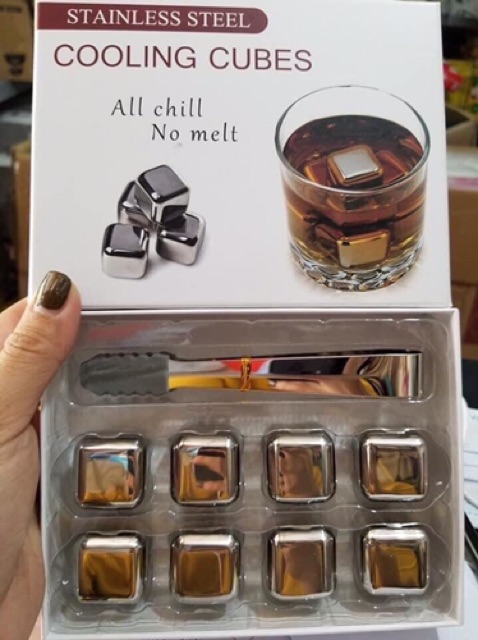 STAINLESS STEEL
COOLING CUBES
All chill
No melt